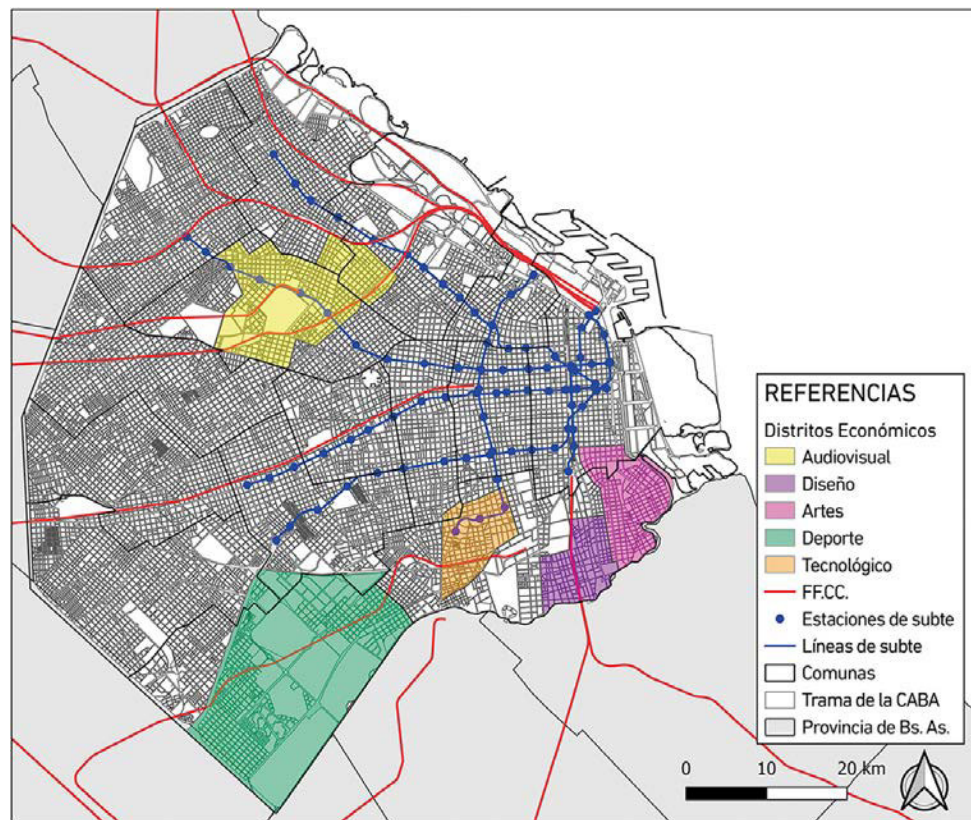 REFERENCIAS
Distritos Económicos
Audiovisual
Diseño
Artes
Deporte
Tecnológico
FF.CC.
Estaciones de subte
Líneas de subte
Comunas
Trama de la CABA
Provincia de Bs. As.
0 10 20 km